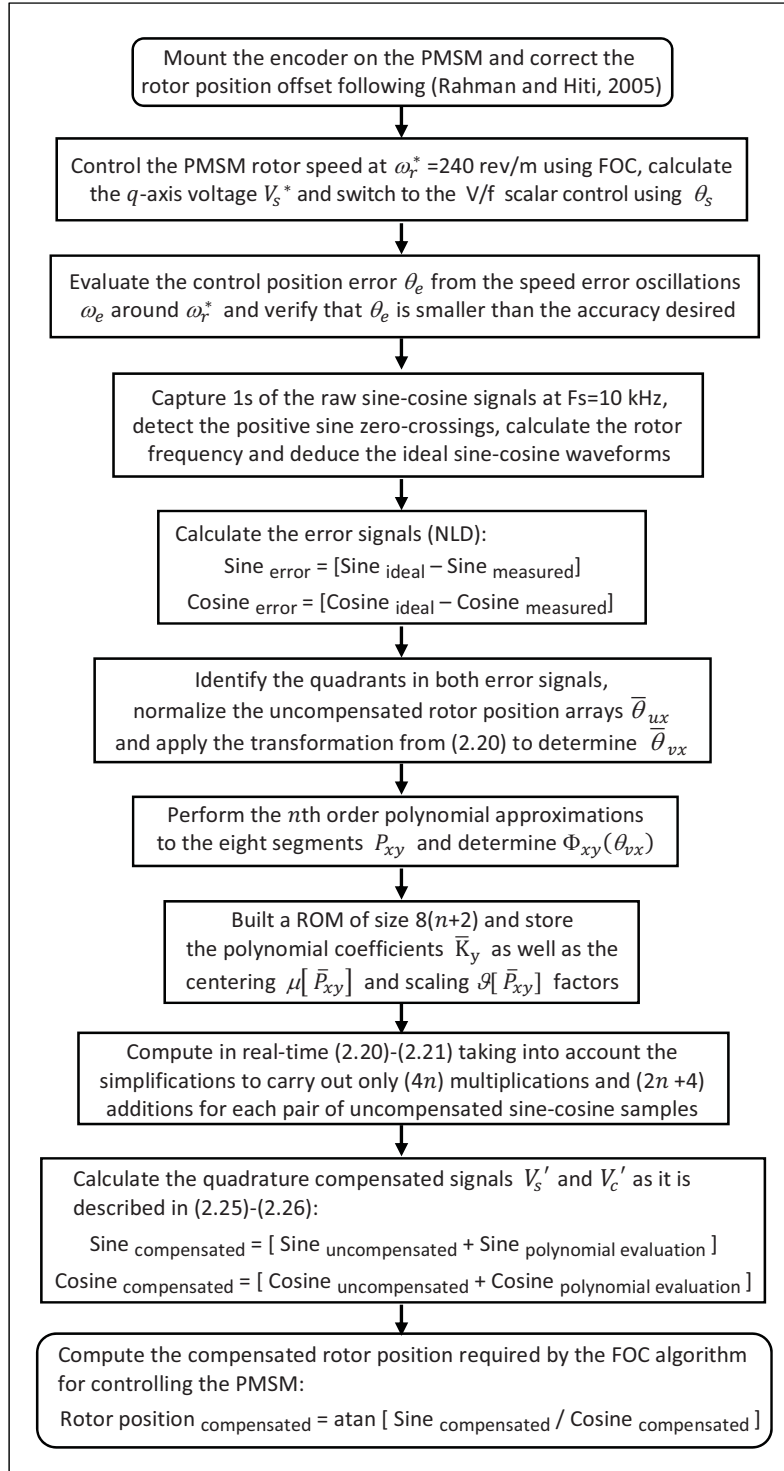 Mount the encoder on the PMSM and correct the
rotor position offset following (Rahman and Hiti, 2005)
Control the PMSM rotor speed at ωᵣ* =240 rev/m using FOC, calculate
the q-axis voltage Vₛ* and switch to the V/f scalar control using θₛ
Evaluate the control position error θₑ from the speed error oscillations
ωₑ around ωᵣ* and verify that θₑ is smaller than the accuracy desired
Capture 1s of the raw sine-cosine signals at Fs=10 kHz,
detect the positive sine zero-crossings, calculate the rotor
frequency and deduce the ideal sine-cosine waveforms
Calculate the error signals (NLD):
Sine error = [Sine ideal – Sine measured]
Cosine error = [Cosine ideal – Cosine measured]
Identify the quadrants in both error signals,
normalize the uncompensated rotor position arrays θ̅_ux
and apply the transformation from (2.20) to determine θ̅_vx
Perform the nth order polynomial approximations
to the eight segments P_xy and determine Φ_xy(θ_vx)
Built a ROM of size 8(n+2) and store
the polynomial coefficients K̅_y as well as the
centering μ[ P̅_xy] and scaling ϑ[ P̅_xy] factors
Compute in real-time (2.20)-(2.21) taking into account the
simplifications to carry out only (4n) multiplications and (2n +4)
additions for each pair of uncompensated sine-cosine samples
Calculate the quadrature compensated signals Vₛ′ and V_c′ as it is
described in (2.25)-(2.26):
Sine compensated = [ Sine uncompensated + Sine polynomial evaluation ]
Cosine compensated = [ Cosine uncompensated + Cosine polynomial evaluation ]
Compute the compensated rotor position required by the FOC algorithm
for controlling the PMSM:
Rotor position compensated = atan [ Sine compensated / Cosine compensated ]